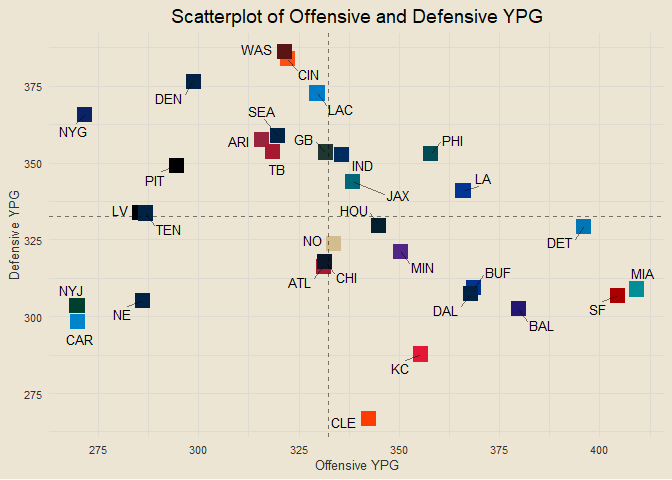 Scatterplot of Offensive and Defensive YPG
WAS
CIN
DEN
LAC
SEA
NYG
ARI
GB
PHI
TB
IND
PIT
LA
JAX
LV
HOU
TEN
NO
DET
MIN
ATL
CHI
BUF
MIA
NYJ
NE
DAL
SF
BAL
CAR
KC
CLE
375
350
325
300
275
Defensive YPG
275
300
325
350
375
400
Offensive YPG